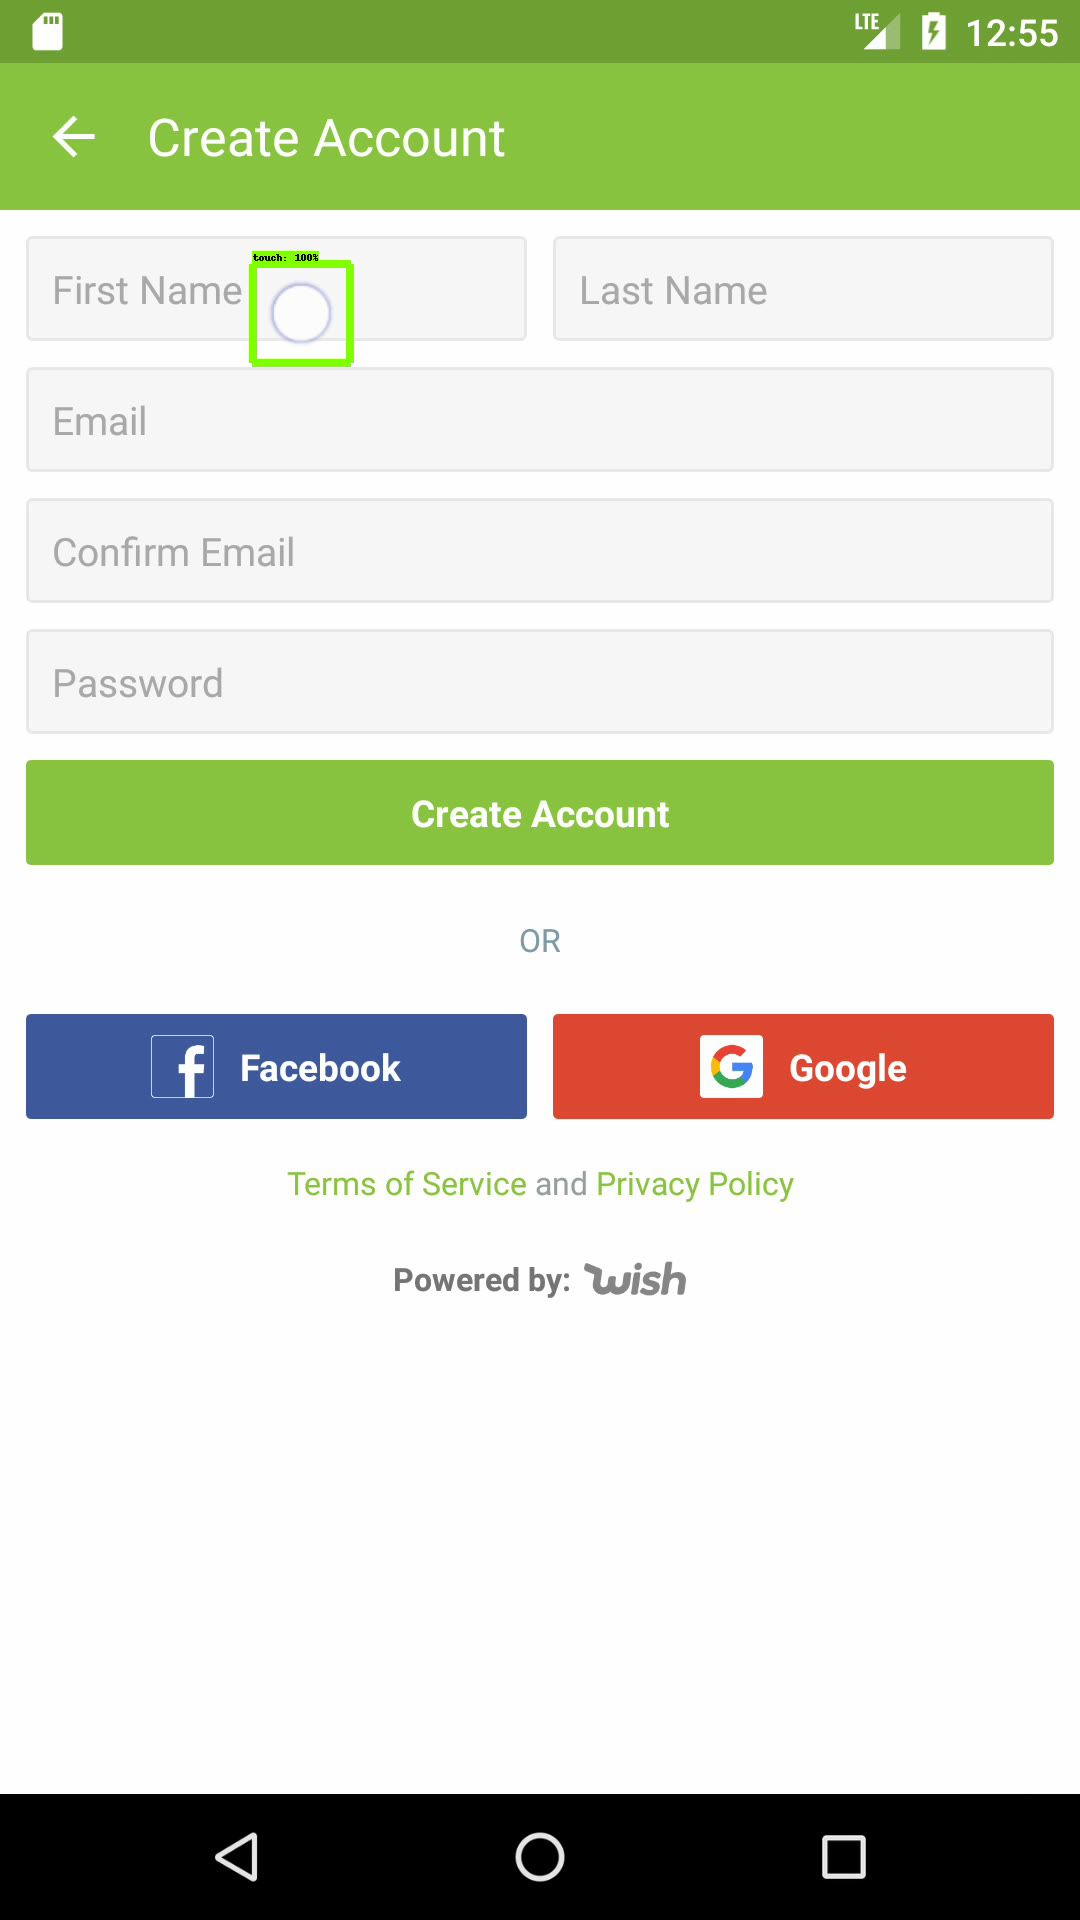 LTE 12:55
Create Account
touch: 100%
First Name Last Name
Email
Confirm Email
Password
Create Account
OR
Facebook Google
Terms of Service and Privacy Policy
Powered by: wish